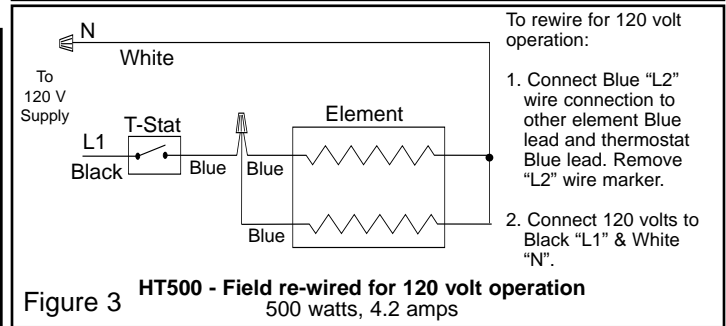 N
White
To
120 V
Supply
T-Stat
L1
Black
Blue
Blue
Blue
Element
To rewire for 120 volt
operation:
1. Connect Blue “L2”
wire connection to
other element Blue
lead and thermostat
Blue lead. Remove
“L2” wire marker.
2. Connect 120 volts to
Black “L1” & White
“N”.
Figure 3
HT500 - Field re-wired for 120 volt operation
500 watts, 4.2 amps